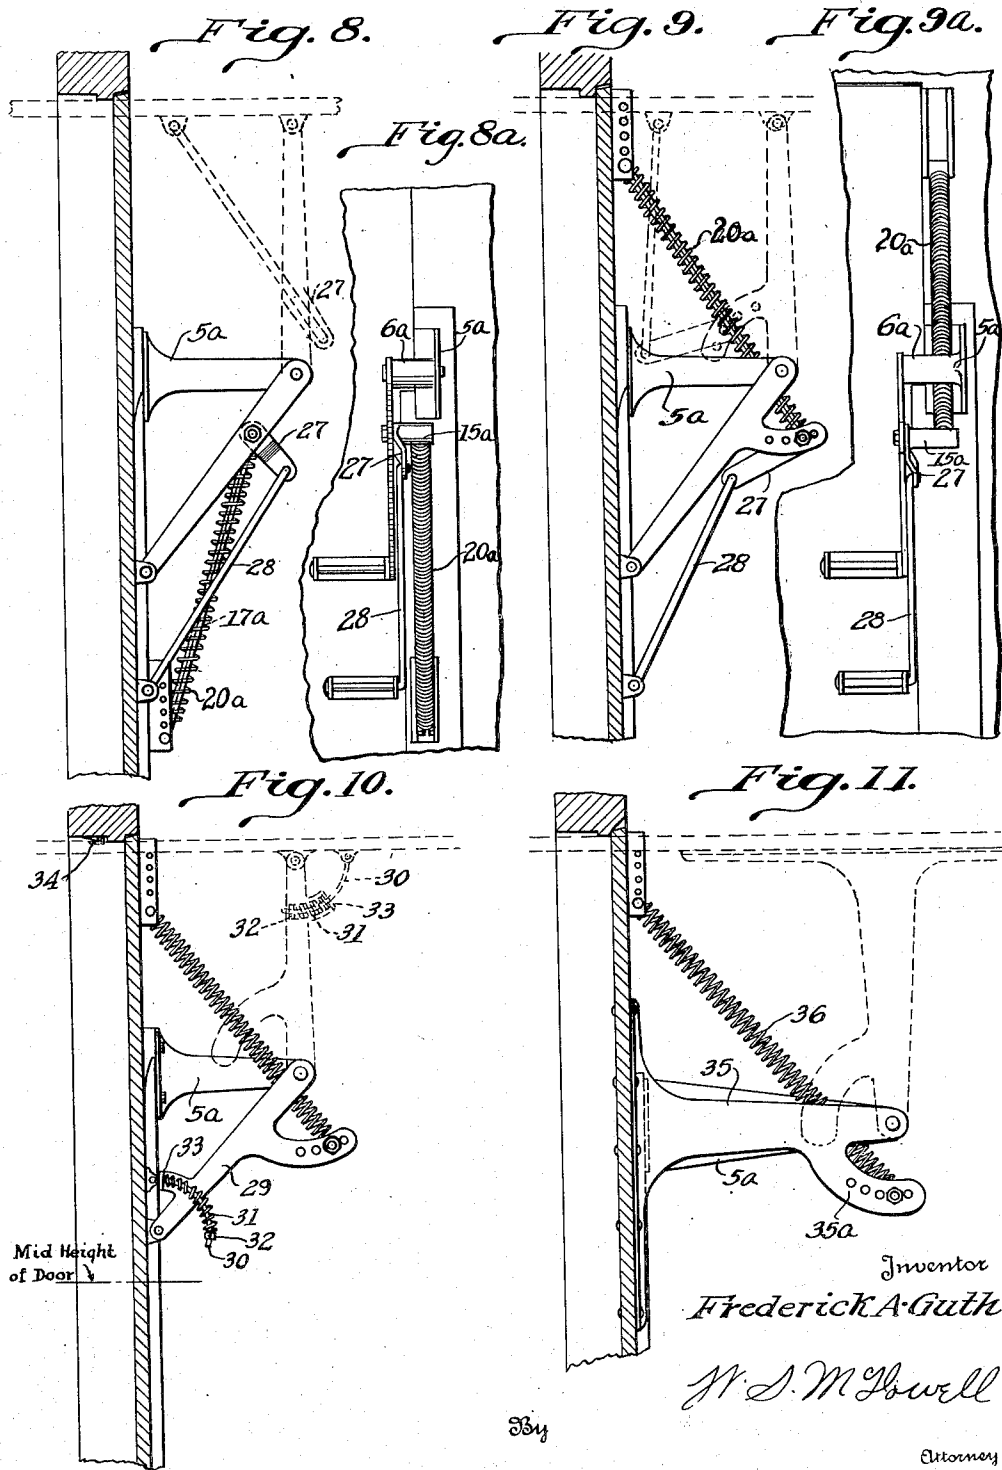 Fig. 8.
27
5a
27
28
17a
20a
Fig. 8a.
6a
5a
15a
27
20a
28
Fig. 9.
20a
5a
27
28
Fig. 9a.
20a
6a
5a
15a
27
28
Fig. 10.
34
30
33
32
31
5a
33
29
31
32
30
Mid Height
of Door
Fig. 11.
36
35
5a
35a
Inventor
Frederick A. Guth
W. S. McDowell
By
Attorney